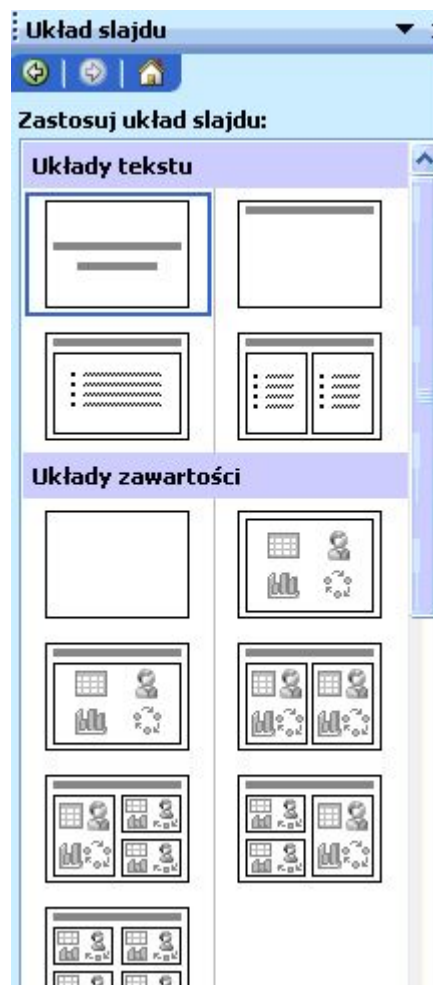 Układ slajdu
Zastosuj układ slajdu:
Układy tekstu
Układy zawartości